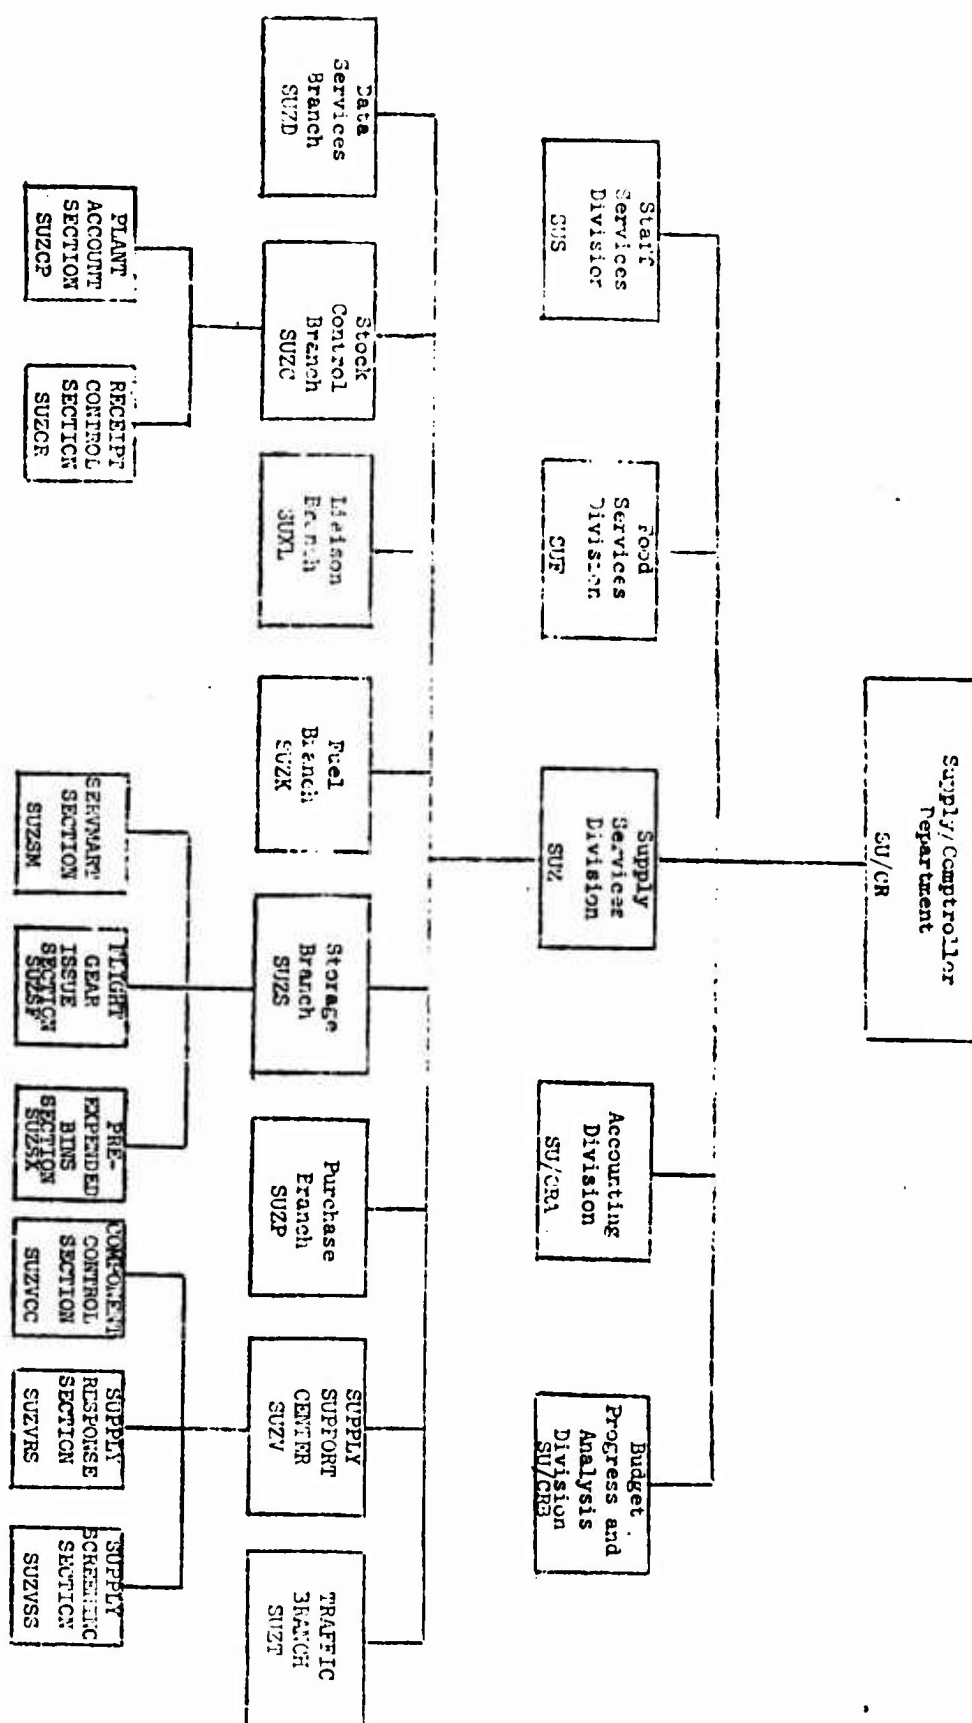 Supply/Comptroller
Department
SU/CR
Staff
Services
Division
SUS
Food
Services
Division
SUF
Supply
Services
Division
SUZ
Accounting
Division
SU/CRA
Budget
Progress and
Analysis
Division
SU/CRB
Data
Services
Branch
SUZD
Stock
Control
Branch
SUZC
Liaison
Branch
SUXL
Fuel
Branch
SUZK
Storage
Branch
SUZS
Purchase
Branch
SUZP
SUPPLY
SUPPORT
CENTER
SUZV
TRAFFIC
BRANCH
SUZT
PLANT
ACCOUNT
SECTION
SUZCP
RECEIPT
CONTROL
SECTION
SUZCR
SERVMART
SECTION
SUZSM
FLIGHT
GEAR
ISSUE
SECTION
SUZSF
PRE-
EXPENDED
BINS
SECTION
SUZSX
COMPONENT
CONTROL
SECTION
SUZVCC
SUPPLY
RESPONSE
SECTION
SUZVRS
SUPPLY
SCREENING
SECTION
SUZVSS